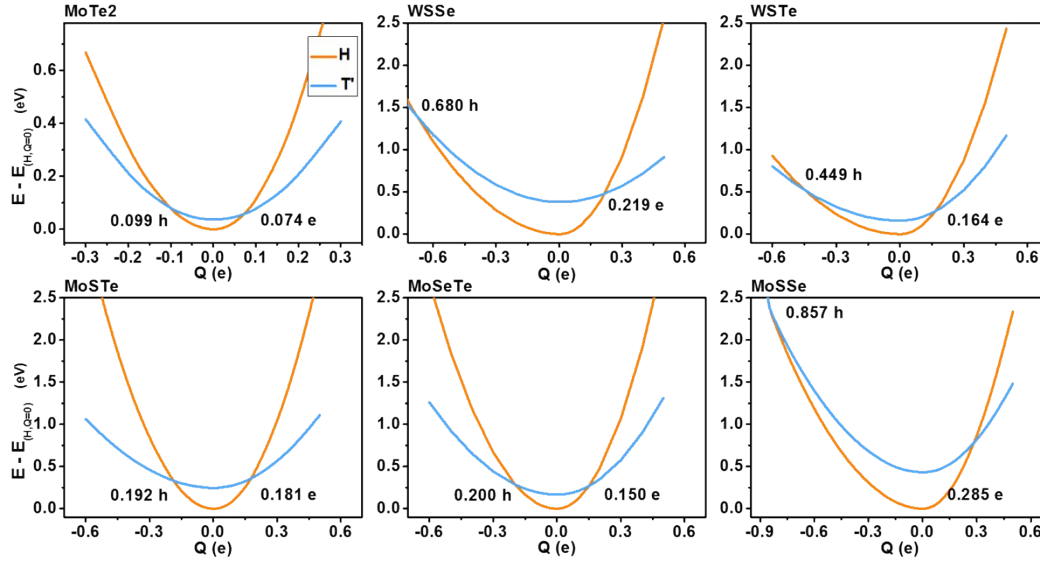 MoTe2
WSSe
WSTe
E - E(H,Q=0) (eV)
0.6
0.4
0.2
0.0
H
T'
0.099 h
0.074 e
-0.3 -0.2 -0.1 0.0 0.1 0.2 0.3
Q (e)
2.5
2.0
1.5
1.0
0.5
0.0
0.680 h
0.219 e
-0.6 -0.3 0.0 0.3 0.6
Q (e)
2.5
2.0
1.5
1.0
0.5
0.0
0.449 h
0.164 e
-0.6 -0.3 0.0 0.3 0.6
Q (e)
MoSTe
MoSeTe
MoSSe
E - E(H,Q=0) (eV)
2.5
2.0
1.5
1.0
0.5
0.0
0.192 h
0.181 e
-0.6 -0.3 0.0 0.3 0.6
Q (e)
2.5
2.0
1.5
1.0
0.5
0.0
0.200 h
0.150 e
-0.6 -0.3 0.0 0.3 0.6
Q (e)
2.5
2.0
1.5
1.0
0.5
0.0
0.857 h
0.285 e
-0.9 -0.6 -0.3 0.0 0.3 0.6
Q (e)